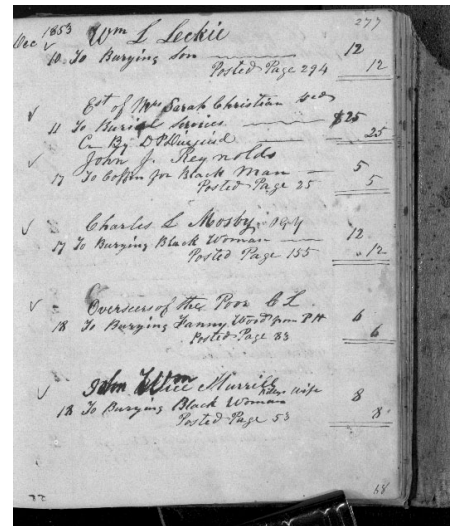 277
Dec 1853 Wm L Leckie
10 To Burying Son 12
Posted Page 294 12
Est of Mrs Sarah Christian Decd
11 To Burial Services $25
Cr By D P 25
John J. Reynolds
17 To Coffin for Black Man 5
Posted Page 25 5
Charles L Mosby
17 To Burying Black Woman 12
Posted Page 155 12
Overseers of the Poor C L
18 To Burying Fanny Wood from P H 6
Posted Page 83 6
Murrill
18 To Burying Black Woman wife 8
Posted Page 53 8